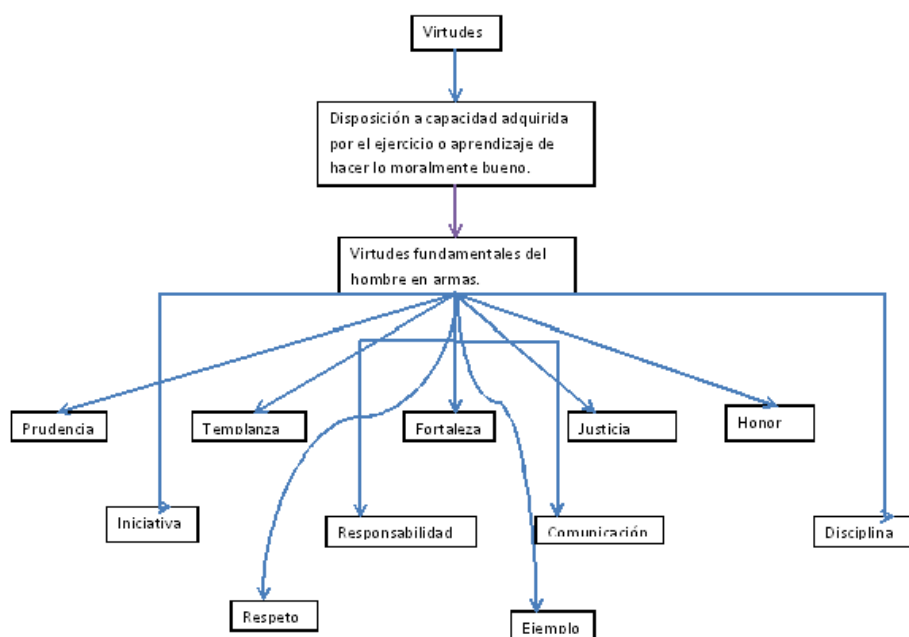 Virtudes
Disposición a capacidad adquirida
por el ejercicio o aprendizaje de
hacer lo moralmente bueno.
Virtudes fundamentales del
hombre en armas.
Prudencia
Templanza
Fortaleza
Justicia
Honor
Iniciativa
Responsabilidad
Comunicación
Disciplina
Respeto
Ejemplo